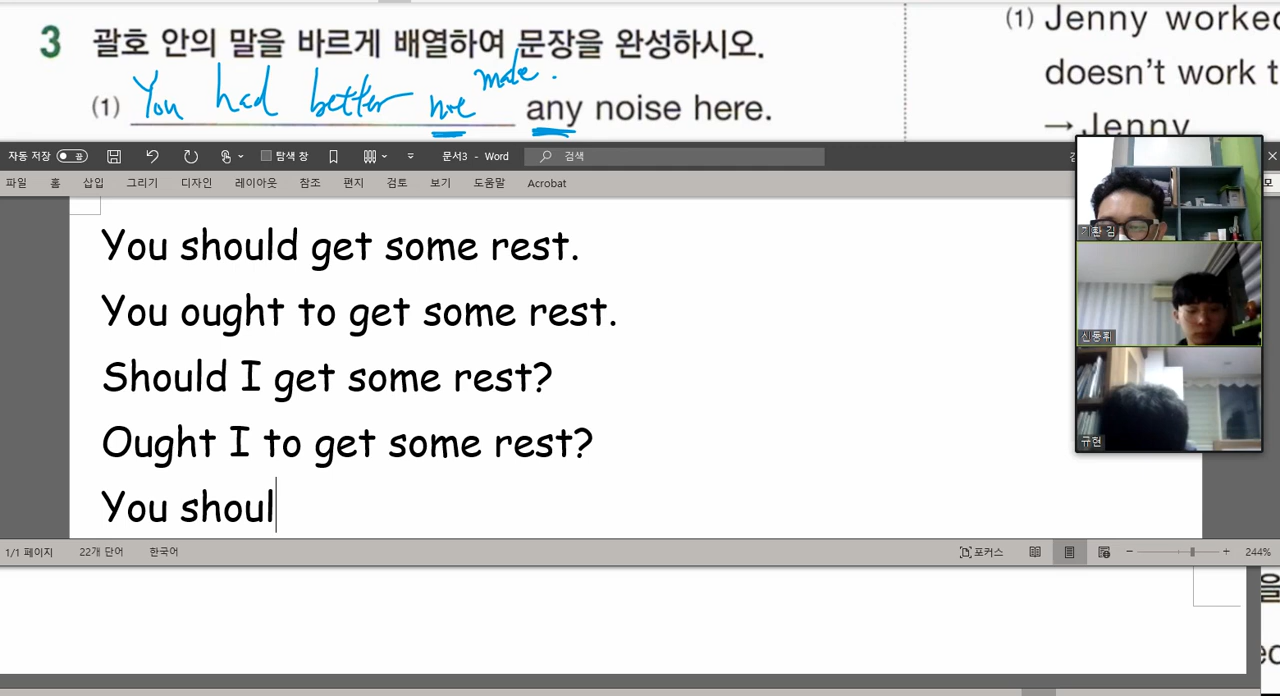 3 괄호 안의 말을 바르게 배열하여 문장을 완성하시오.
make.
(1) You had better not any noise here.
(1) Jenny worked
doesn't work t
→ Jenny
자동 저장 끔 탐색 창 문서3 - Word 검색
파일 홈 삽입 그리기 디자인 레이아웃 참조 편지 검토 보기 도움말 Acrobat
You should get some rest.
You ought to get some rest.
Should I get some rest?
Ought I to get some rest?
You shoul
기환 김
신동휘
규현
1/1 페이지 22개 단어 한국어 포커스 244%
을